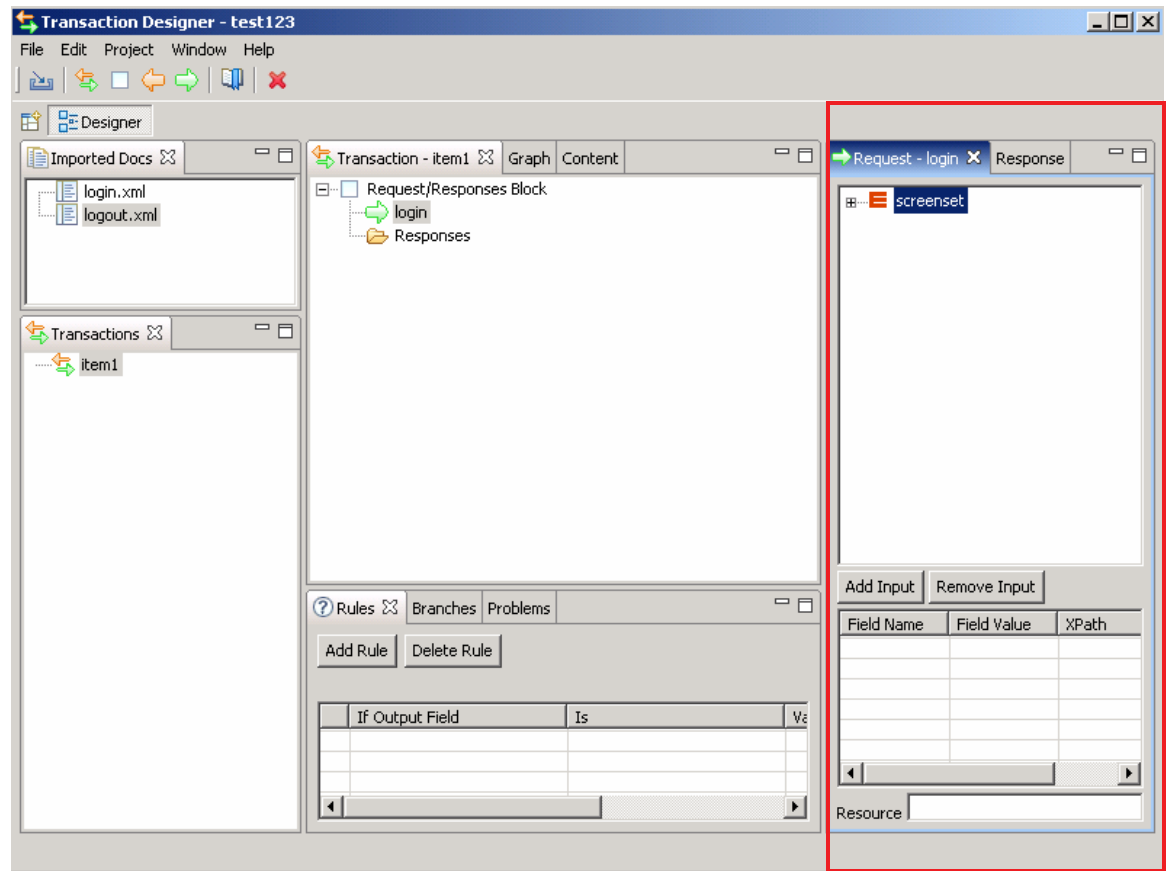 Transaction Designer - test123
File Edit Project Window Help
Designer
Imported Docs
login.xml
logout.xml
Transactions
item1
Transaction - item1 Graph Content
Request/Responses Block
login
Responses
Rules Branches Problems
Add Rule Delete Rule
If Output Field Is Va
Request - login Response
screenset
Add Input Remove Input
Field Name Field Value XPath
Resource